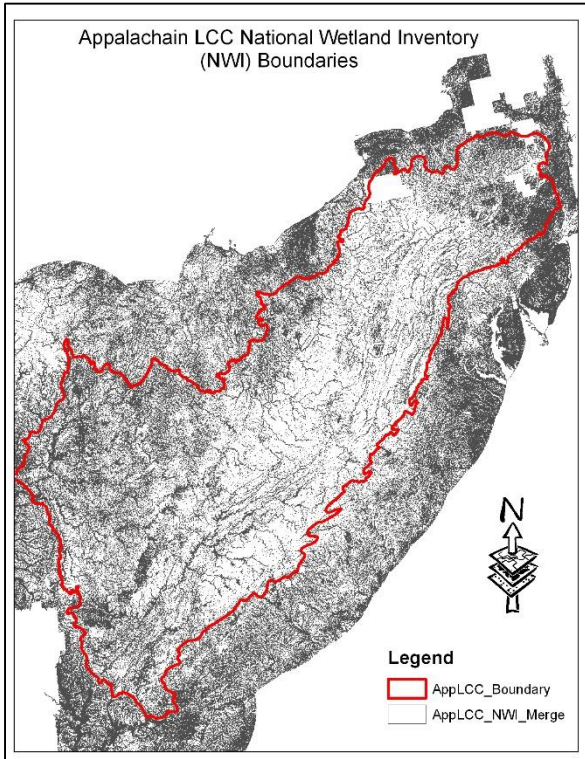 Appalachain LCC National Wetland Inventory
(NWI) Boundaries
N
Legend
AppLCC_Boundary
AppLCC_NWI_Merge